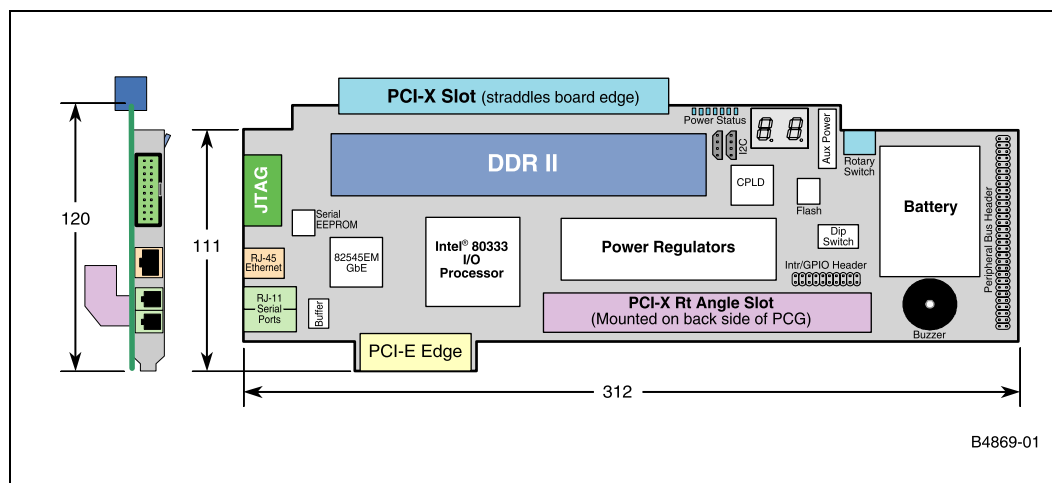 PCI-X Slot (straddles board edge)
Power Status
8 8
I2C
Aux Power
Rotary
Switch
DDR II
JTAG
CPLD
Flash
Battery
Peripheral Bus Header
Serial
EEPROM
120
111
RJ-45
Ethernet
82545EM
GbE
Intel® 80333
I/O
Processor
Power Regulators
Dip
Switch
Intr/GPIO Header
RJ-11
Serial
Ports
Buffer
PCI-X Rt Angle Slot
(Mounted on back side of PCG)
Buzzer
PCI-E Edge
312
B4869-01